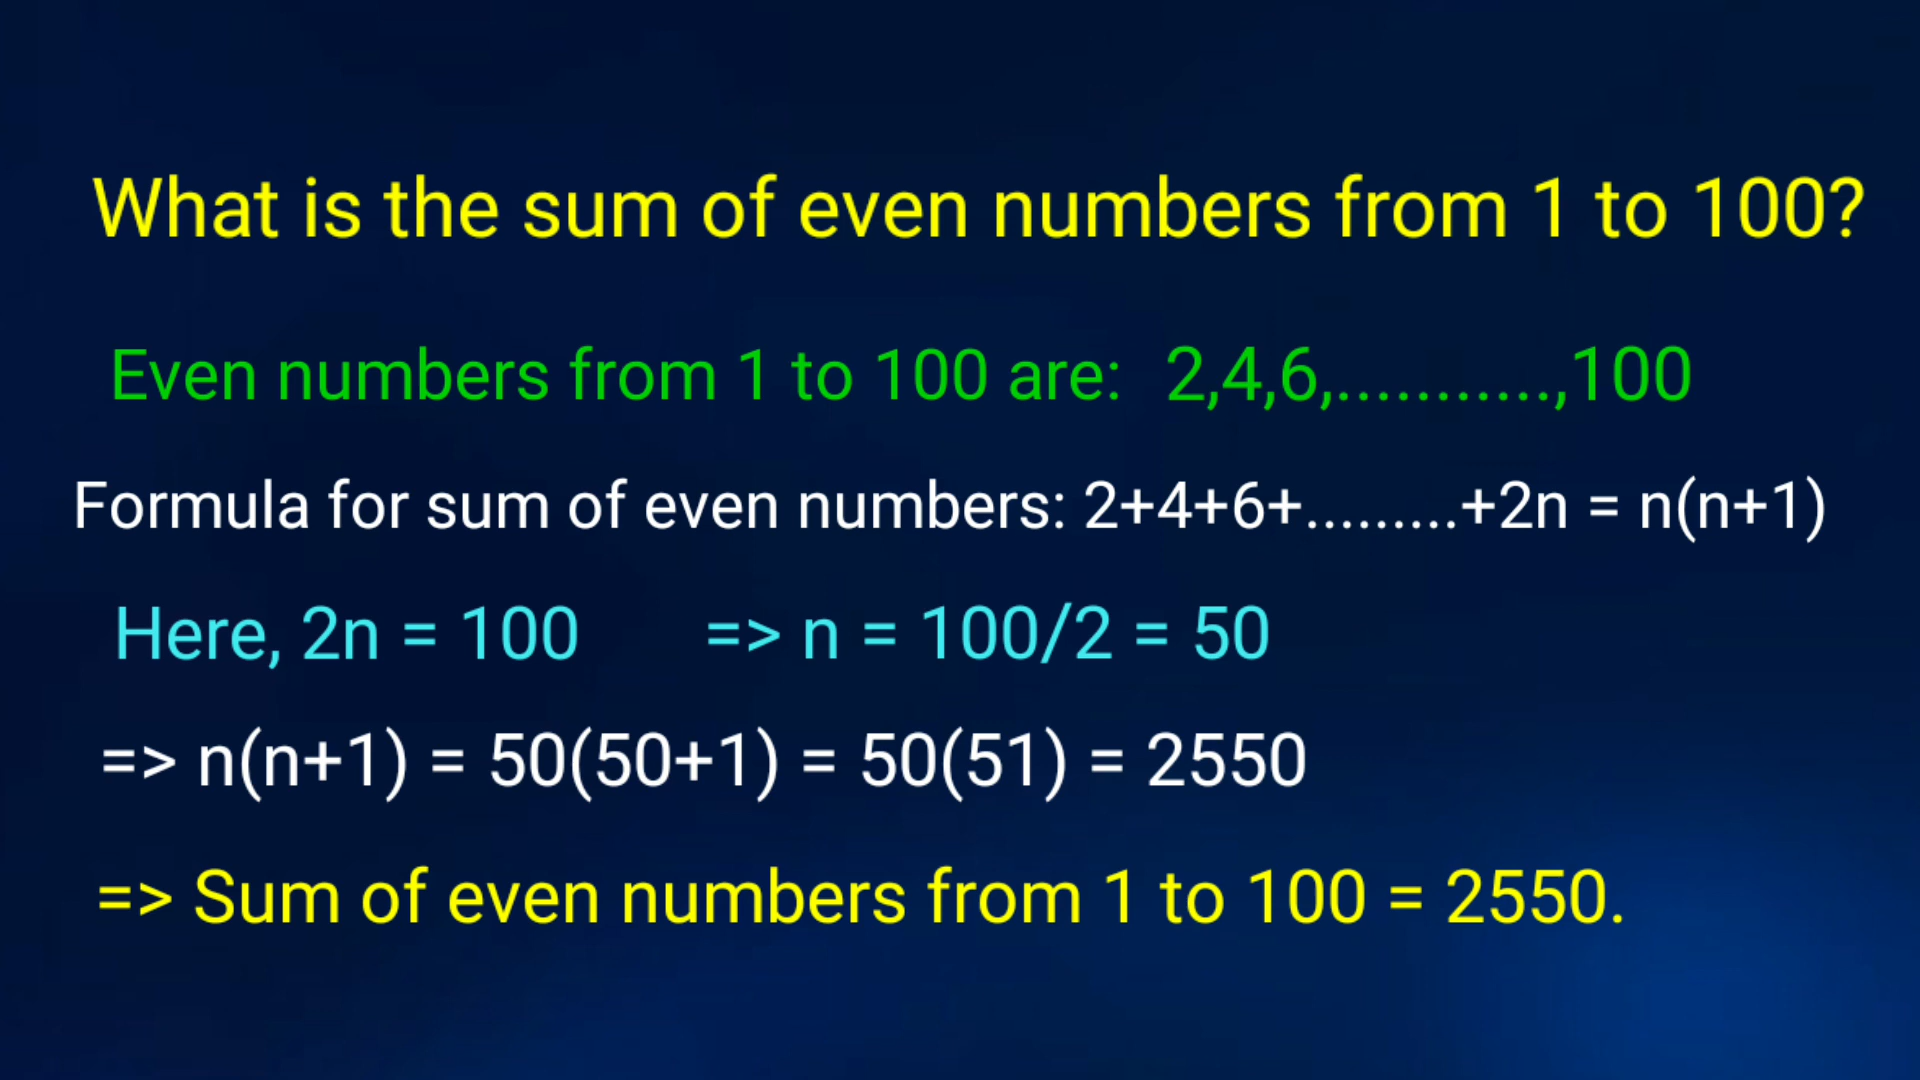 What is the sum of even numbers from 1 to 100?
Even numbers from 1 to 100 are: 2,4,6,...........,100
Formula for sum of even numbers: 2+4+6+.........+2n = n(n+1)
Here, 2n = 100 => n = 100/2 = 50
=> n(n+1) = 50(50+1) = 50(51) = 2550
=> Sum of even numbers from 1 to 100 = 2550.